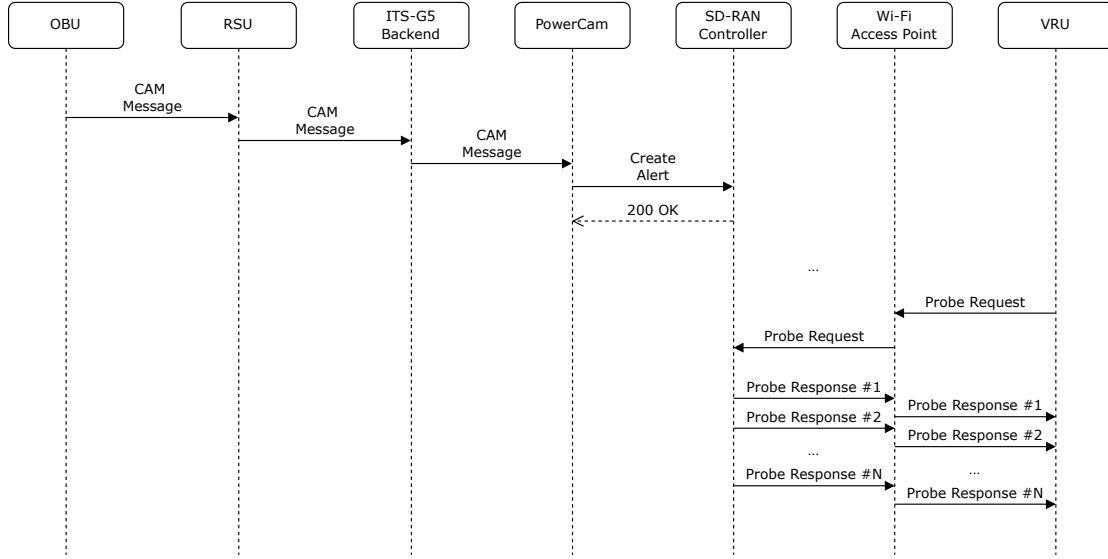 OBU
RSU
ITS-G5
Backend
PowerCam
SD-RAN
Controller
Wi-Fi
Access Point
VRU
CAM
Message
CAM
Message
CAM
Message
Create
Alert
200 OK
...
Probe Request
Probe Request
Probe Response #1
Probe Response #1
Probe Response #2
Probe Response #2
...
...
Probe Response #N
Probe Response #N